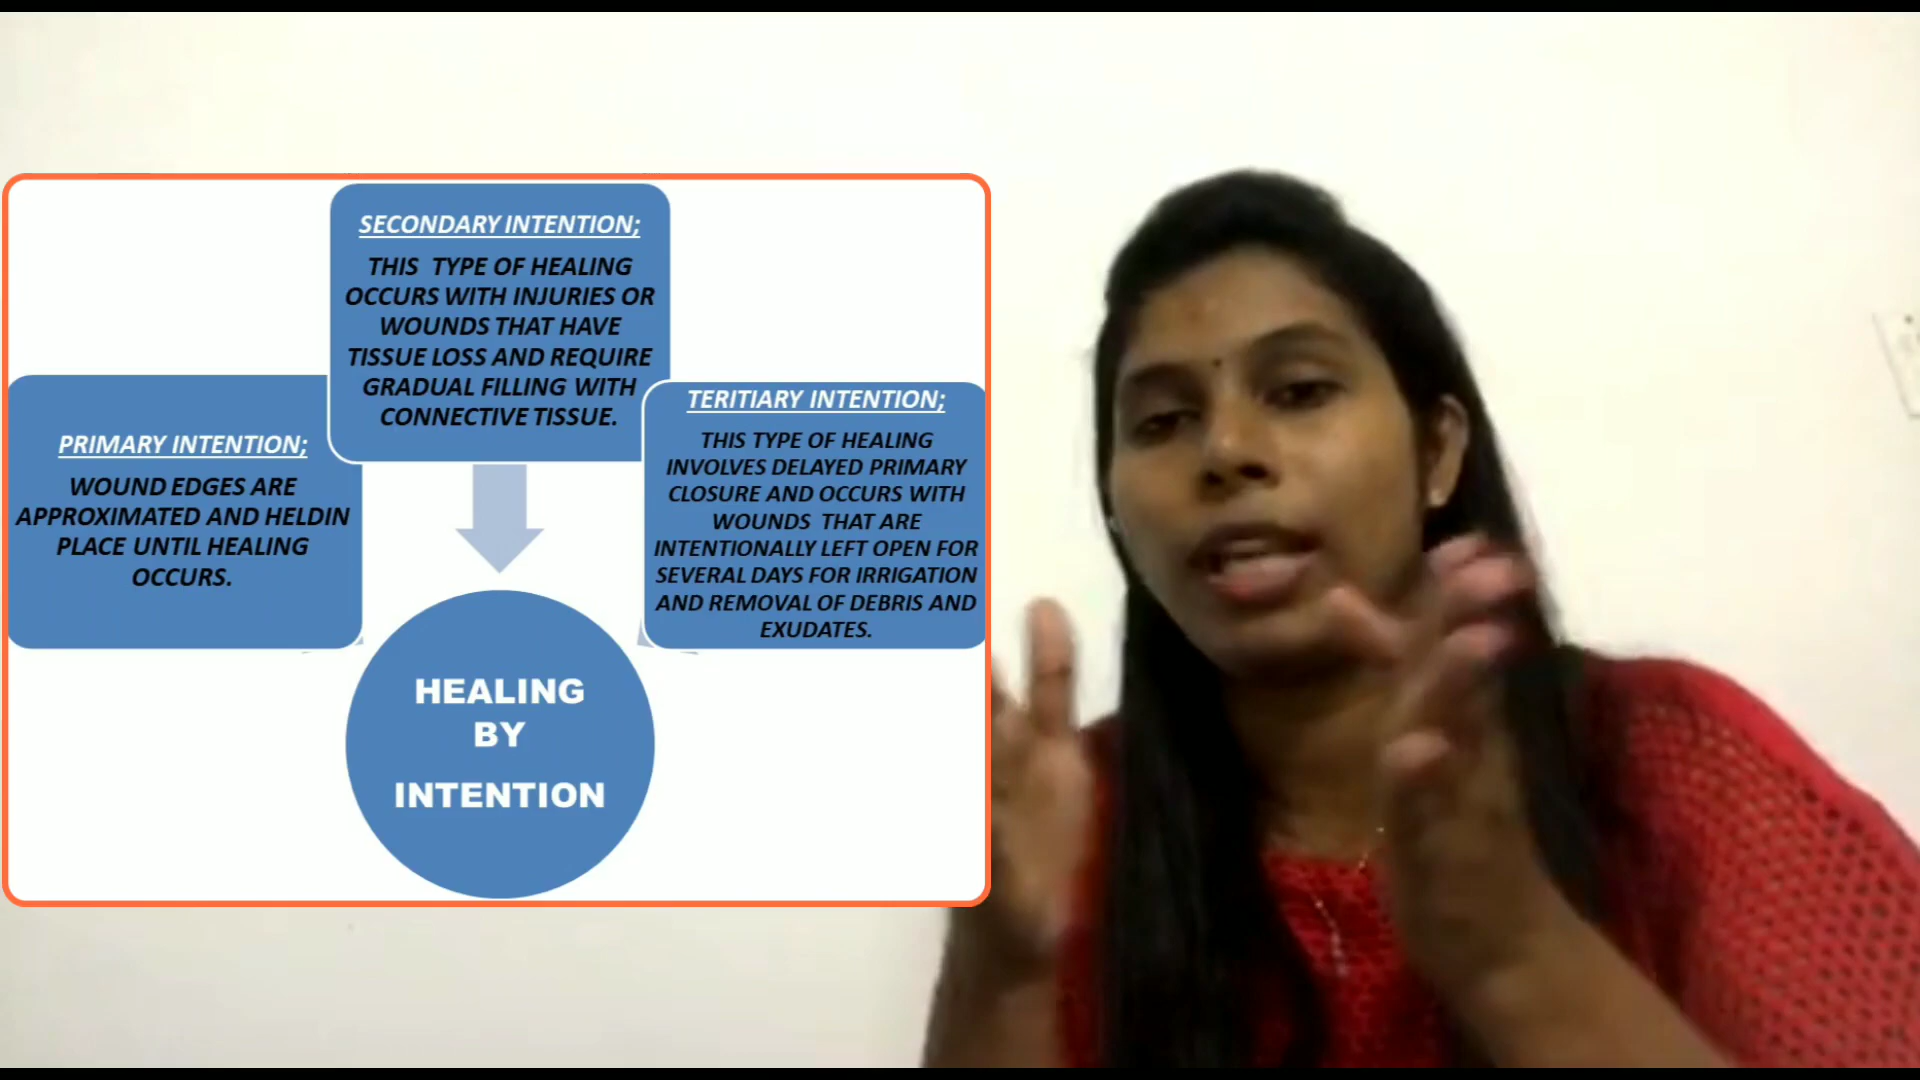 SECONDARY INTENTION;
THIS TYPE OF HEALING
OCCURS WITH INJURIES OR
WOUNDS THAT HAVE
TISSUE LOSS AND REQUIRE
GRADUAL FILLING WITH
CONNECTIVE TISSUE.
PRIMARY INTENTION;
WOUND EDGES ARE
APPROXIMATED AND HELDIN
PLACE UNTIL HEALING
OCCURS.
TERITIARY INTENTION;
THIS TYPE OF HEALING
INVOLVES DELAYED PRIMARY
CLOSURE AND OCCURS WITH
WOUNDS THAT ARE
INTENTIONALLY LEFT OPEN FOR
SEVERAL DAYS FOR IRRIGATION
AND REMOVAL OF DEBRIS AND
EXUDATES.
HEALING
BY
INTENTION